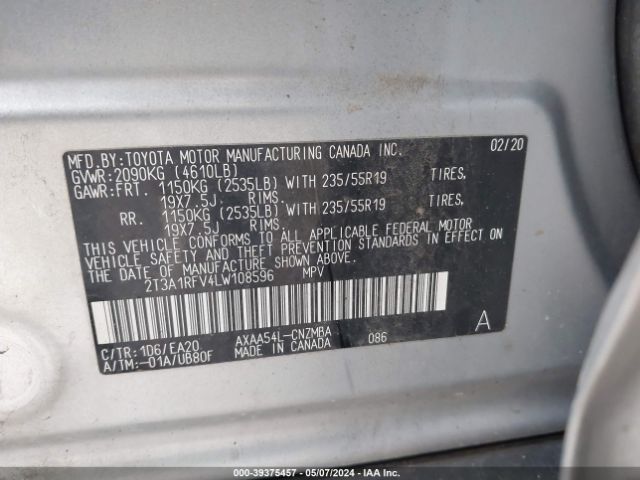 MFD.BY:TOYOTA MOTOR MANUFACTURING CANADA INC. 02/20
GVWR:2090KG (4610LB)
GAWR:FRT 1150KG (2535LB) WITH 235/55R19 TIRES,
19X7.5J RIMS.
RR. 1150KG (2535LB) WITH 235/55R19 TIRES,
19X7.5J RIMS.
THIS VEHICLE CONFORMS TO ALL APPLICABLE FEDERAL MOTOR
VEHICLE SAFETY AND THEFT PREVENTION STANDARDS IN EFFECT ON
THE DATE OF MANUFACTURE SHOWN ABOVE.
2T3A1RFV4LW108596 MPV
C/TR:1D6/EA20 AXAA54L-CNZMBA 086 A
A/TM:-01A/UB80F MADE IN CANADA
000-39375457 - 05/07/2024 - IAA Inc.